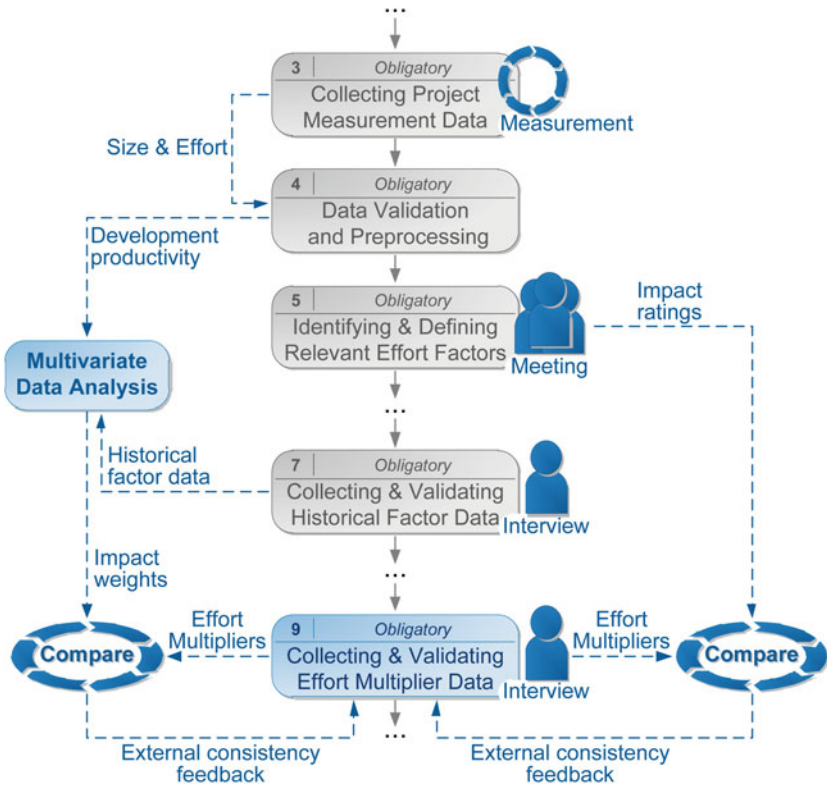 ...
3 Obligatory
Collecting Project
Measurement Data
Measurement
Size & Effort
4 Obligatory
Data Validation
and Preprocessing
Development
productivity
5 Obligatory
Identifying & Defining
Relevant Effort Factors
Meeting
Impact
ratings
Multivariate
Data Analysis
...
Historical
factor data
7 Obligatory
Collecting & Validating
Historical Factor Data
Interview
Impact
weights
...
Compare
Effort
Multipliers
9 Obligatory
Collecting & Validating
Effort Multiplier Data
Interview
Effort
Multipliers
Compare
...
External consistency
feedback
External consistency
feedback